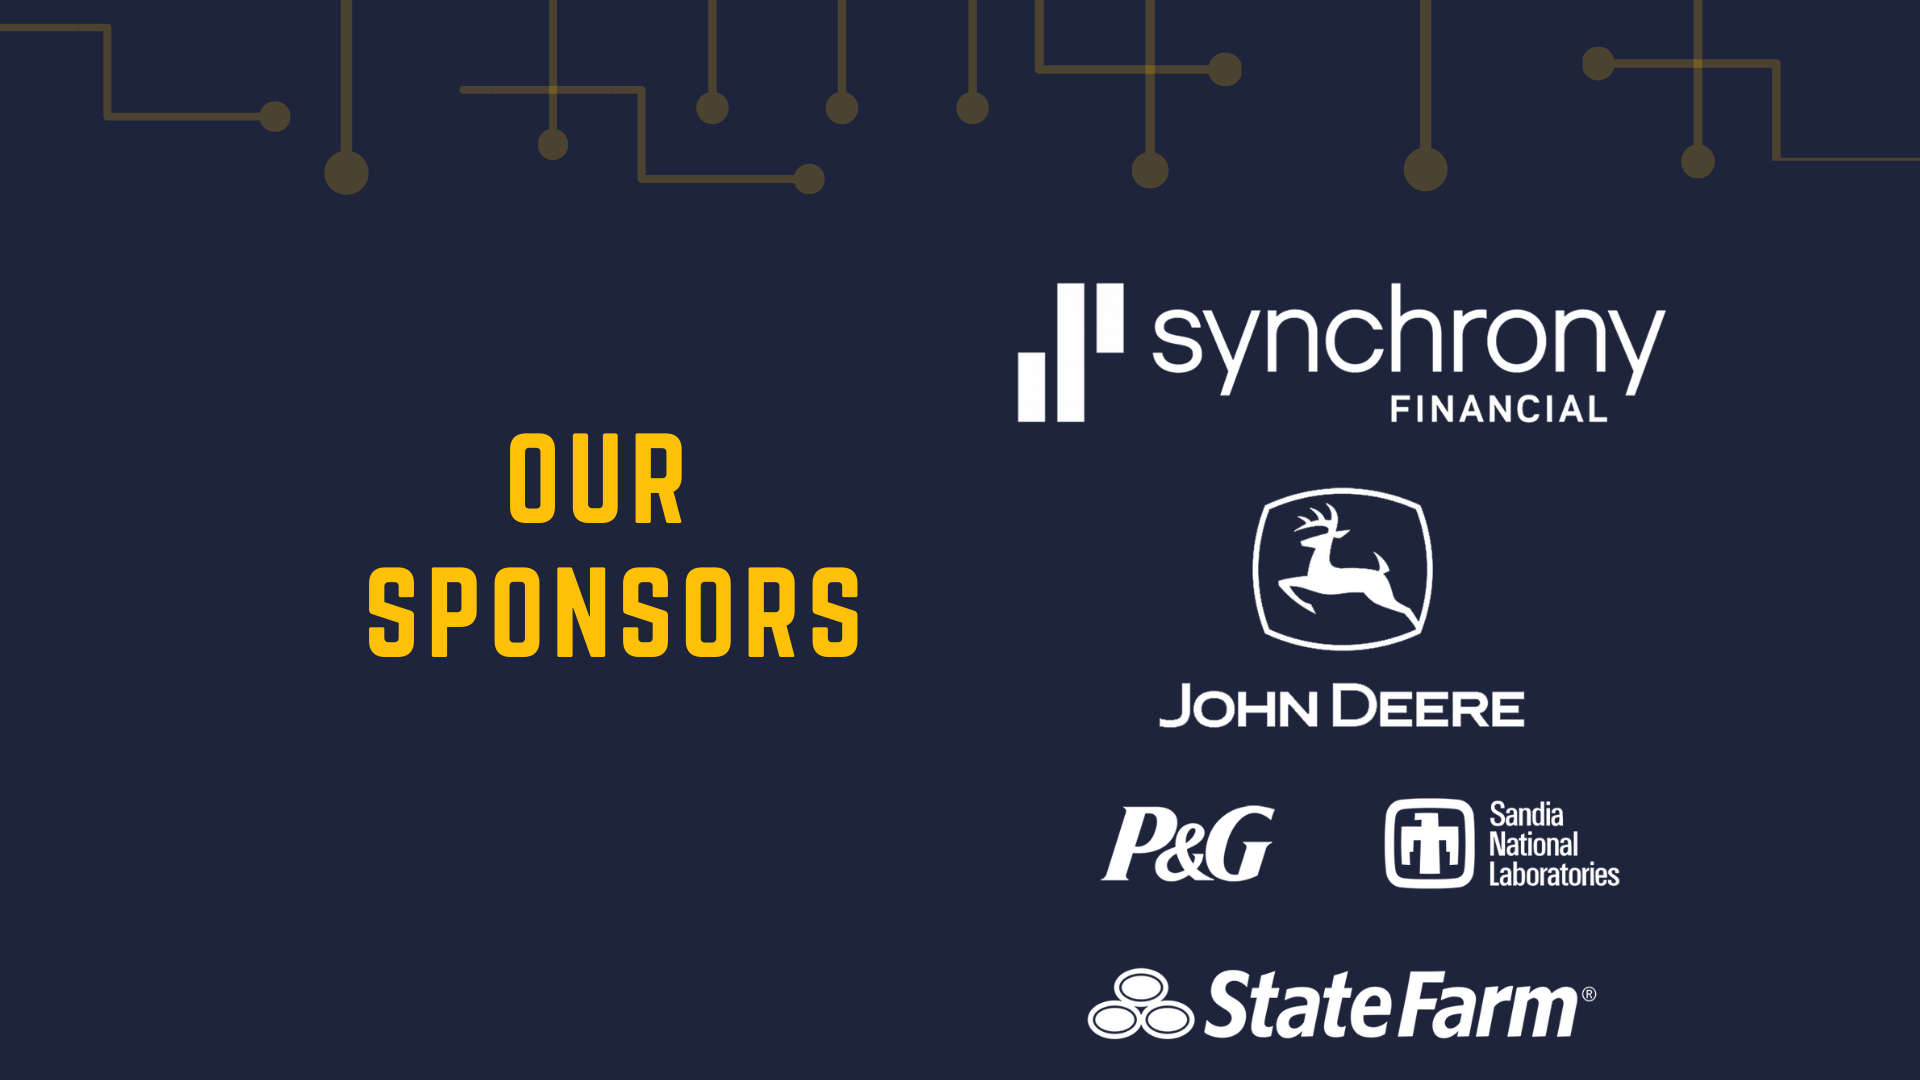 OUR
SPONSORS
synchrony
FINANCIAL
JOHN DEERE
P&G
Sandia
National
Laboratories
StateFarm®